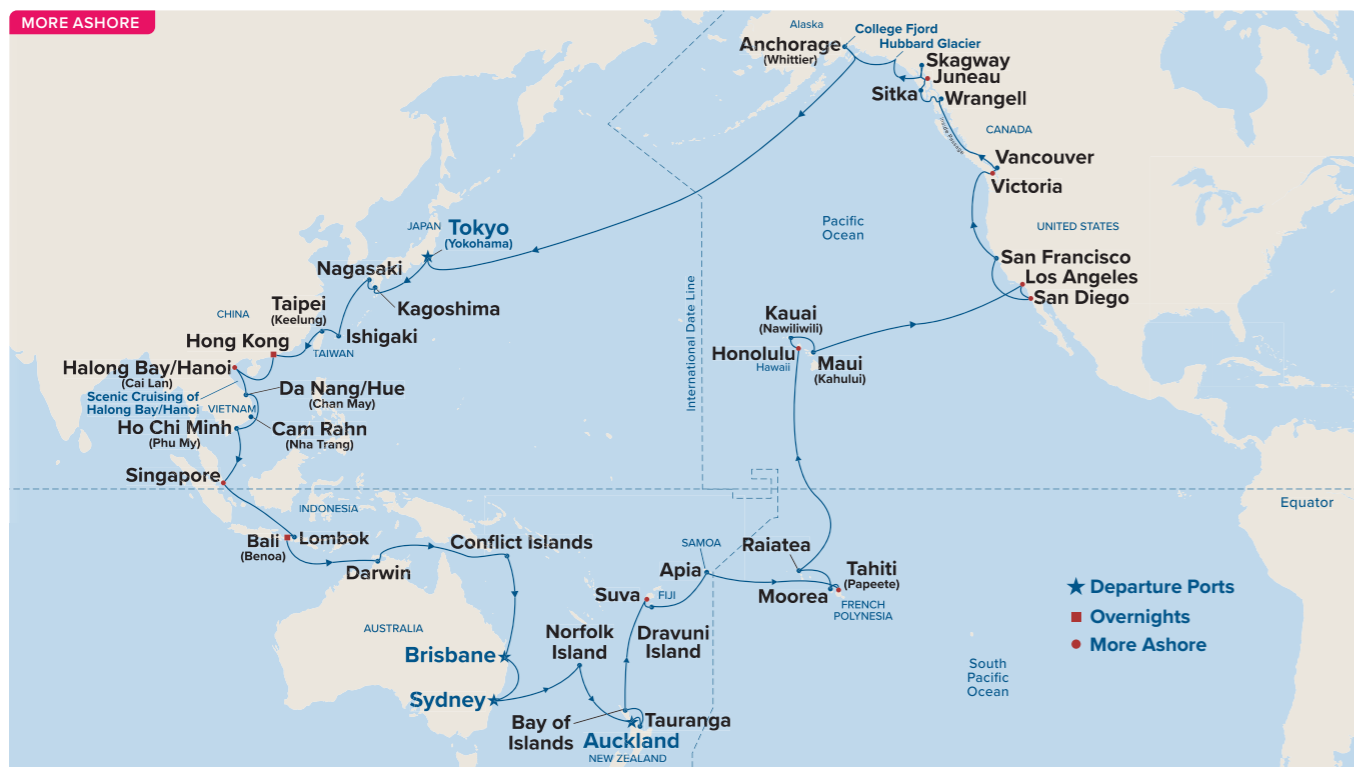 MORE ASHORE
Alaska
College Fjord
Hubbard Glacier
Anchorage
(Whittier)
Skagway
Juneau
Sitka
Wrangell
Inside Passage
CANADA
Vancouver
Victoria
UNITED STATES
San Francisco
Los Angeles
San Diego
Pacific
Ocean
International Date Line
JAPAN
Tokyo
(Yokohama)
Nagasaki
Kagoshima
Taipei
(Keelung)
Ishigaki
CHINA
TAIWAN
Hong Kong
Halong Bay/Hanoi
(Cai Lan)
Scenic Cruising of
Halong Bay/Hanoi
VIETNAM
Da Nang/Hue
(Chan May)
Cam Rahn
(Nha Trang)
Ho Chi Minh
(Phu My)
Singapore
Kauai
(Nawiliwili)
Honolulu
Hawaii
Maui
(Kahului)
Equator
INDONESIA
Bali
(Benoa)
Lombok
Darwin
Conflict Islands
SAMOA
Apia
Raiatea
Tahiti
(Papeete)
Moorea
FRENCH
POLYNESIA
Suva
FIJI
Dravuni
Island
AUSTRALIA
Brisbane
Sydney
Norfolk
Island
Bay of
Islands
Tauranga
Auckland
NEW ZEALAND
South
Pacific
Ocean
Departure Ports
Overnights
More Ashore